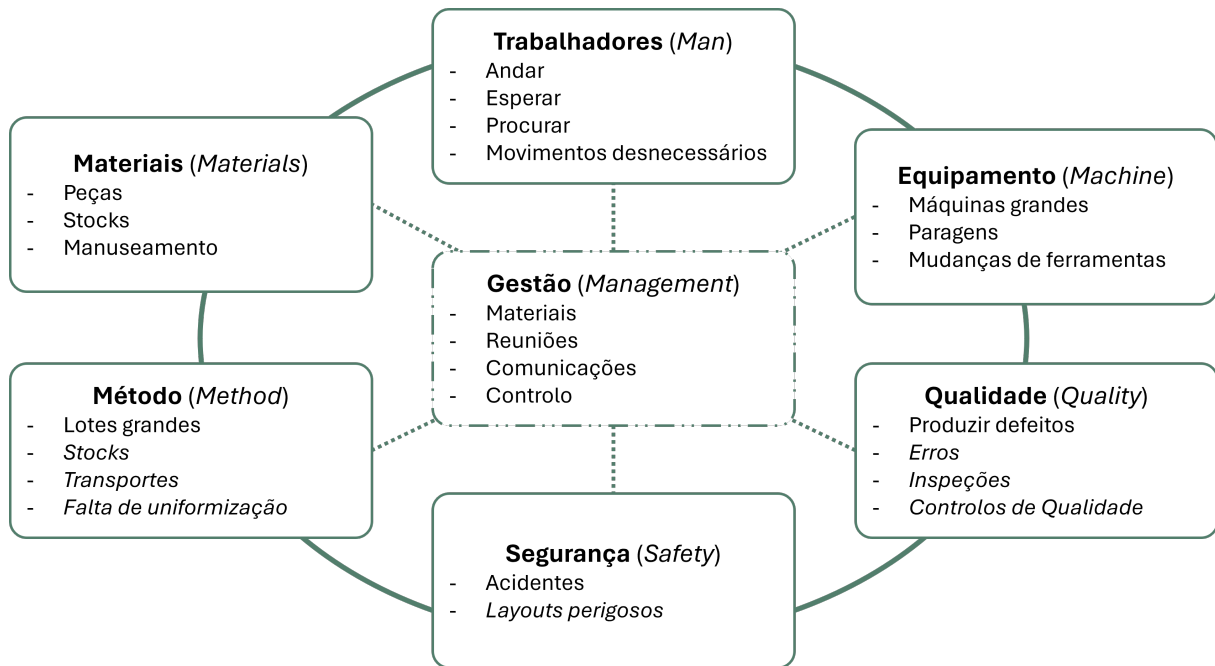 Trabalhadores (Man)
- Andar
- Esperar
- Procurar
- Movimentos desnecessários
Materiais (Materials)
- Peças
- Stocks
- Manuseamento
Equipamento (Machine)
- Máquinas grandes
- Paragens
- Mudanças de ferramentas
Gestão (Management)
- Materiais
- Reuniões
- Comunicações
- Controlo
Método (Method)
- Lotes grandes
- Stocks
- Transportes
- Falta de uniformização
Qualidade (Quality)
- Produzir defeitos
- Erros
- Inspeções
- Controlos de Qualidade
Segurança (Safety)
- Acidentes
- Layouts perigosos